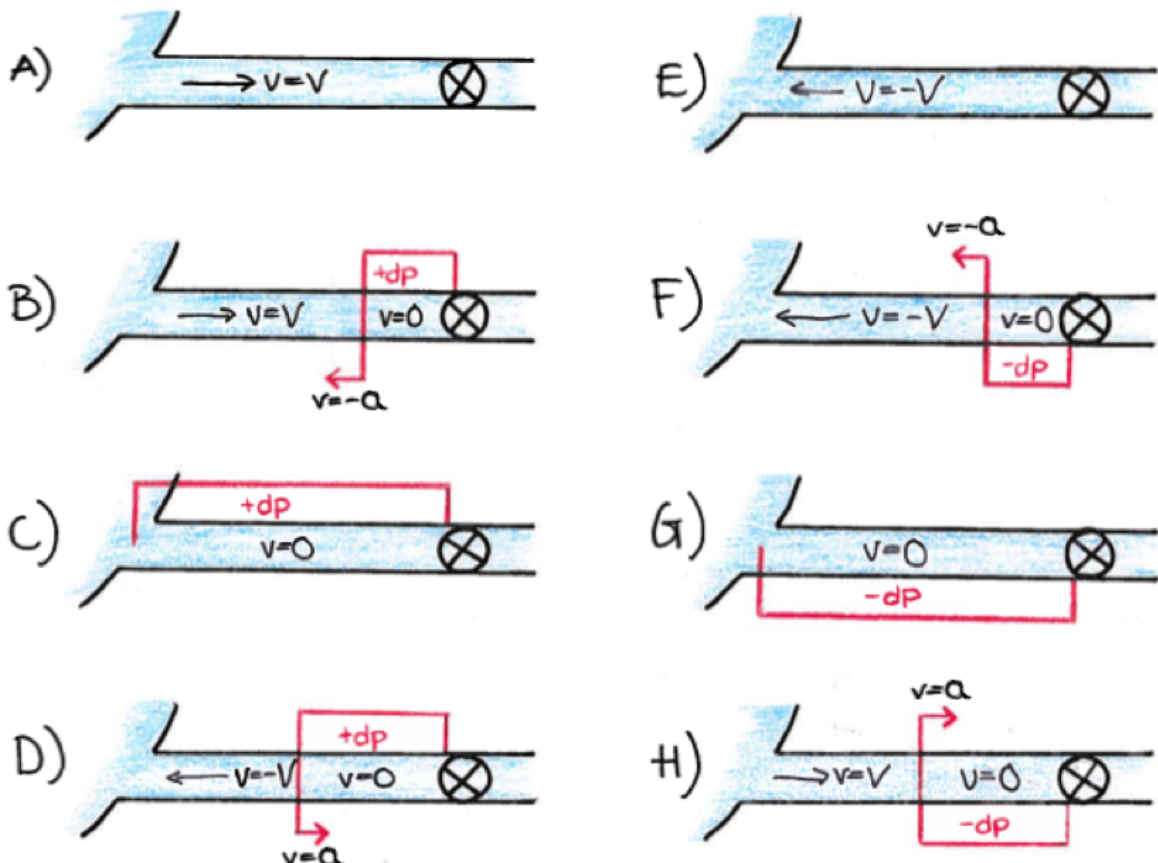 A)
v=V
B)
+dp
v=V
v=0
v=-a
C)
+dp
v=0
D)
+dp
v=-V
v=0
v=a
E)
v=-V
F)
v=-a
v=-V
v=0
-dp
G)
v=0
-dp
H)
v=a
v=V
v=0
-dp